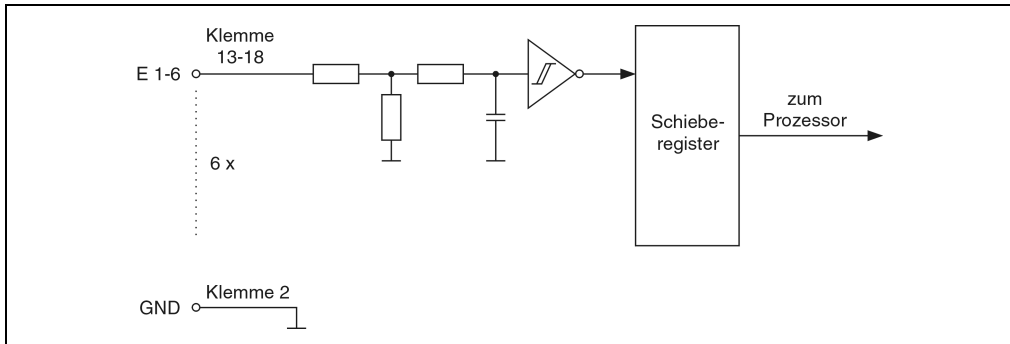 Klemme
13-18
E 1-6
6 x
Schiebe-
register
zum
Prozessor
Klemme 2
GND